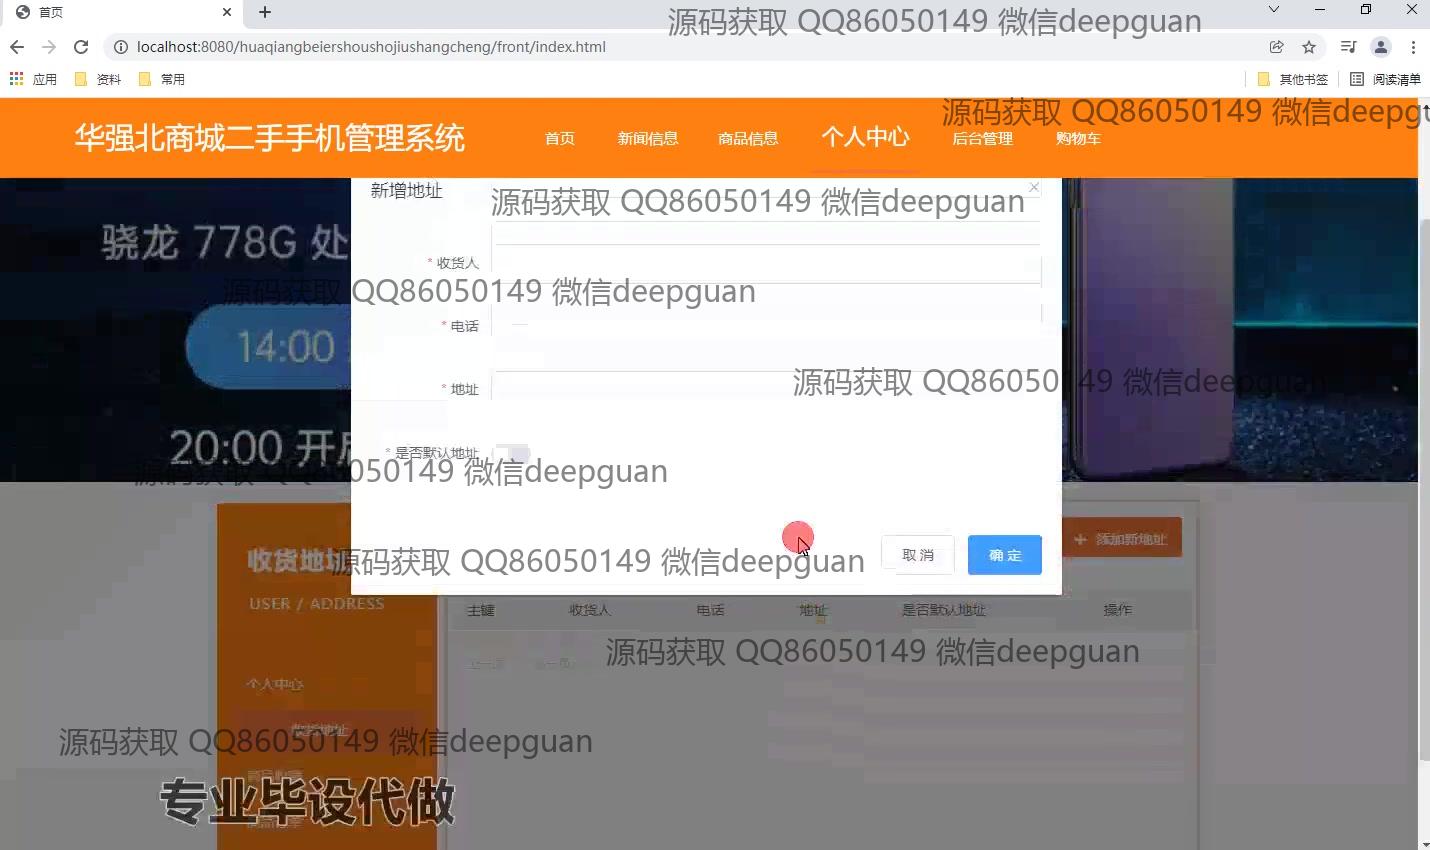 首页
源码获取 QQ86050149 微信deepguan
localhost:8080/huaqiangbeiershoushojiushangcheng/front/index.html
应用 资料 常用 其他书签 阅读清单
源码获取 QQ86050149 微信deepgu
华强北商城二手手机管理系统 首页 新闻信息 商品信息 个人中心 后台管理 购物车
新增地址
源码获取 QQ86050149 微信deepguan
骁龙 778G 处
* 收货人
源码获取 QQ86050149 微信deepguan
* 电话
14:00
源码获取 QQ86050149 微信deepguan
* 地址
20:00 开启
* 是否默认地址
源码获取 QQ86050149 微信deepguan
收货地址
+ 添加新地址
取消 确定
源码获取 QQ86050149 微信deepguan
USER / ADDRESS
主键 收货人 电话 地址 是否默认地址 操作
源码获取 QQ86050149 微信deepguan
上一页
个人中心
收货地址
源码获取 QQ86050149 微信deepguan
专业毕设代做